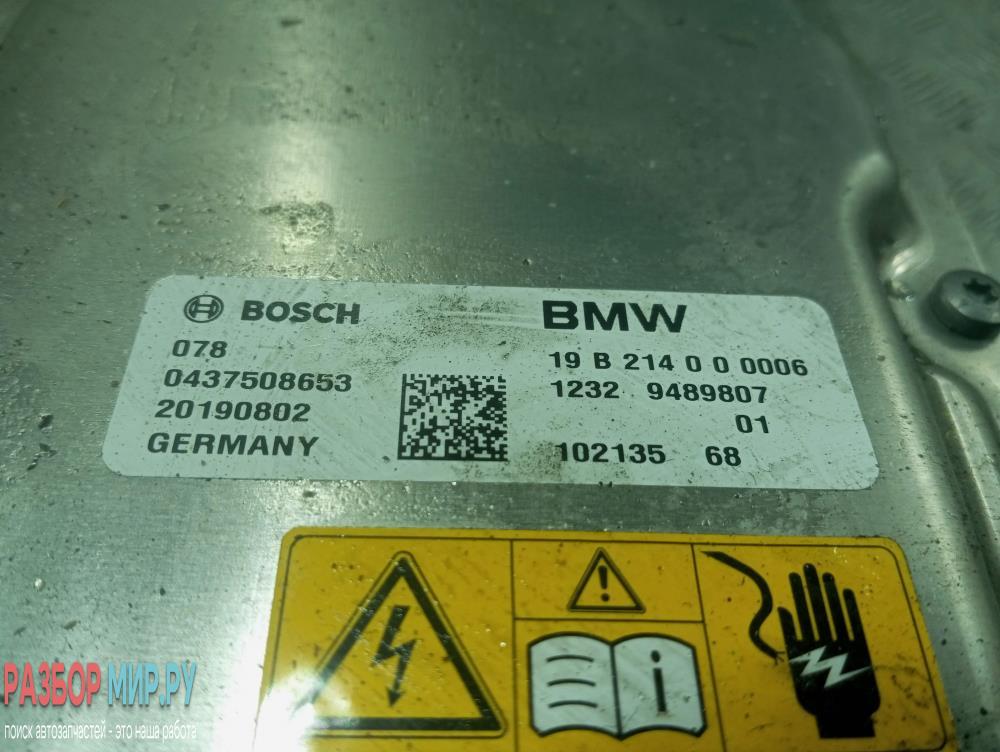 BOSCH
078
0437508653
20190802
GERMANY
BMW
19 B 214 0 0 0006
1232 9489807
01
102135 68
РАЗБОР МИР.РУ
поиск автозапчастей - это наша работа